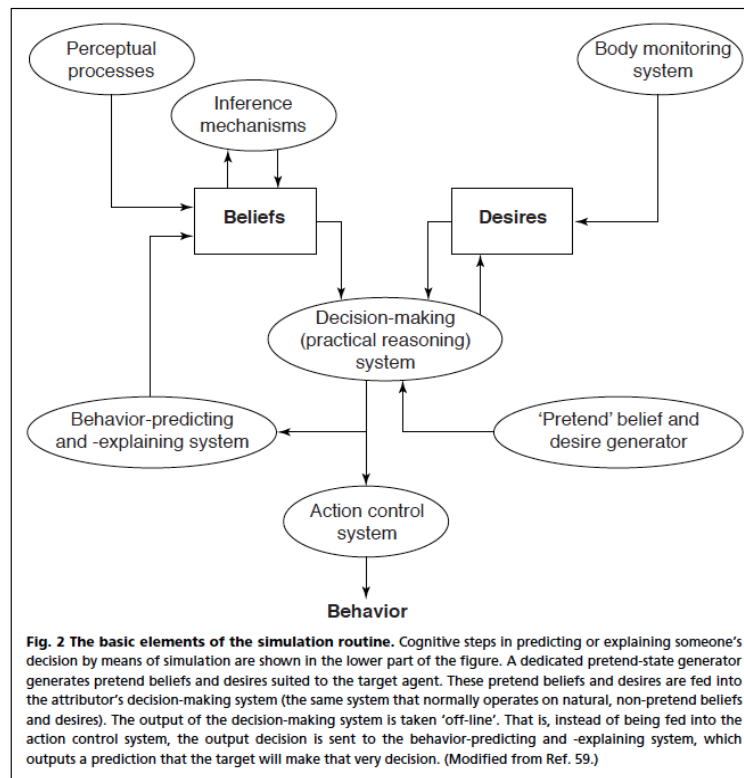 Perceptual
processes
Body monitoring
system
Inference
mechanisms
Beliefs
Desires
Decision-making
(practical reasoning)
system
Behavior-predicting
and -explaining system
'Pretend' belief and
desire generator
Action control
system
Behavior
Fig. 2 The basic elements of the simulation routine. Cognitive steps in predicting or explaining someone's
decision by means of simulation are shown in the lower part of the figure. A dedicated pretend-state generator
generates pretend beliefs and desires suited to the target agent. These pretend beliefs and desires are fed into
the attributor's decision-making system (the same system that normally operates on natural, non-pretend beliefs
and desires). The output of the decision-making system is taken 'off-line'. That is, instead of being fed into the
action control system, the output decision is sent to the behavior-predicting and -explaining system, which
outputs a prediction that the target will make that very decision. (Modified from Ref. 59.)